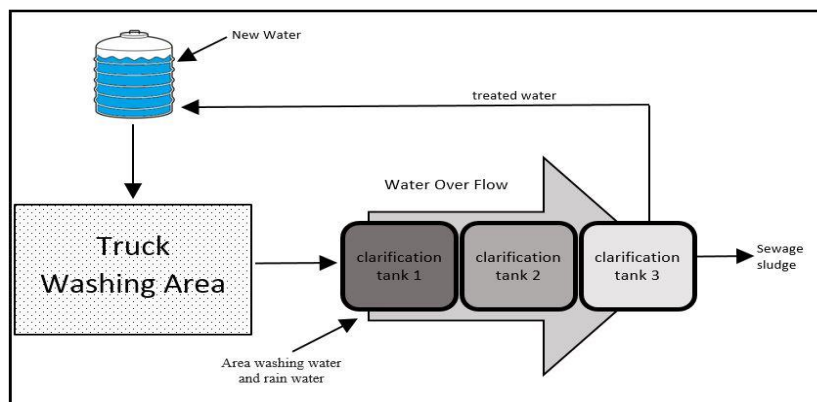 New Water
treated water
Water Over Flow
Truck
Washing Area
clarification
tank 1
clarification
tank 2
clarification
tank 3
Sewage
sludge
Area washing water
and rain water